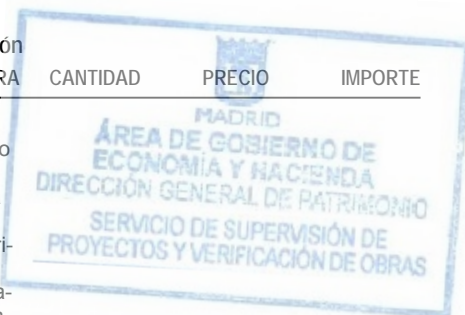 ón
RA CANTIDAD PRECIO IMPORTE
MADRID
ÁREA DE GOBIERNO DE
o
ECONOMÍA Y HACIENDA
DIRECCIÓN GENERAL DE PATRIMONIO
SERVICIO DE SUPERVISIÓN DE
ri-
PROYECTOS Y VERIFICACIÓN DE OBRAS
a-